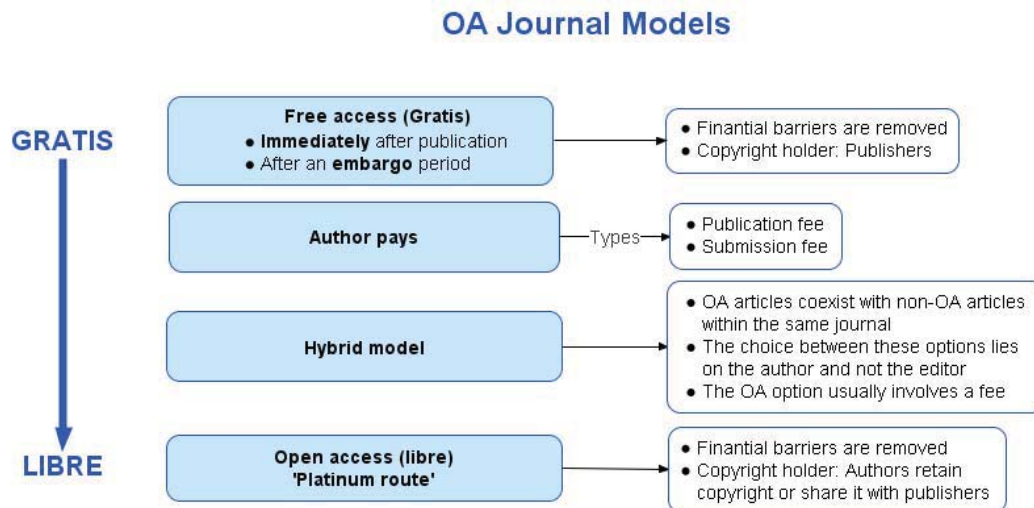 OA Journal Models
GRATIS
Free access (Gratis)
● Immediately after publication
● After an embargo period
● Finantial barriers are removed
● Copyright holder: Publishers
Author pays
Types
● Publication fee
● Submission fee
Hybrid model
● OA articles coexist with non-OA articles
within the same journal
● The choice between these options lies
on the author and not the editor
● The OA option usually involves a fee
LIBRE
Open access (libre)
'Platinum route'
● Finantial barriers are removed
● Copyright holder: Authors retain
copyright or share it with publishers